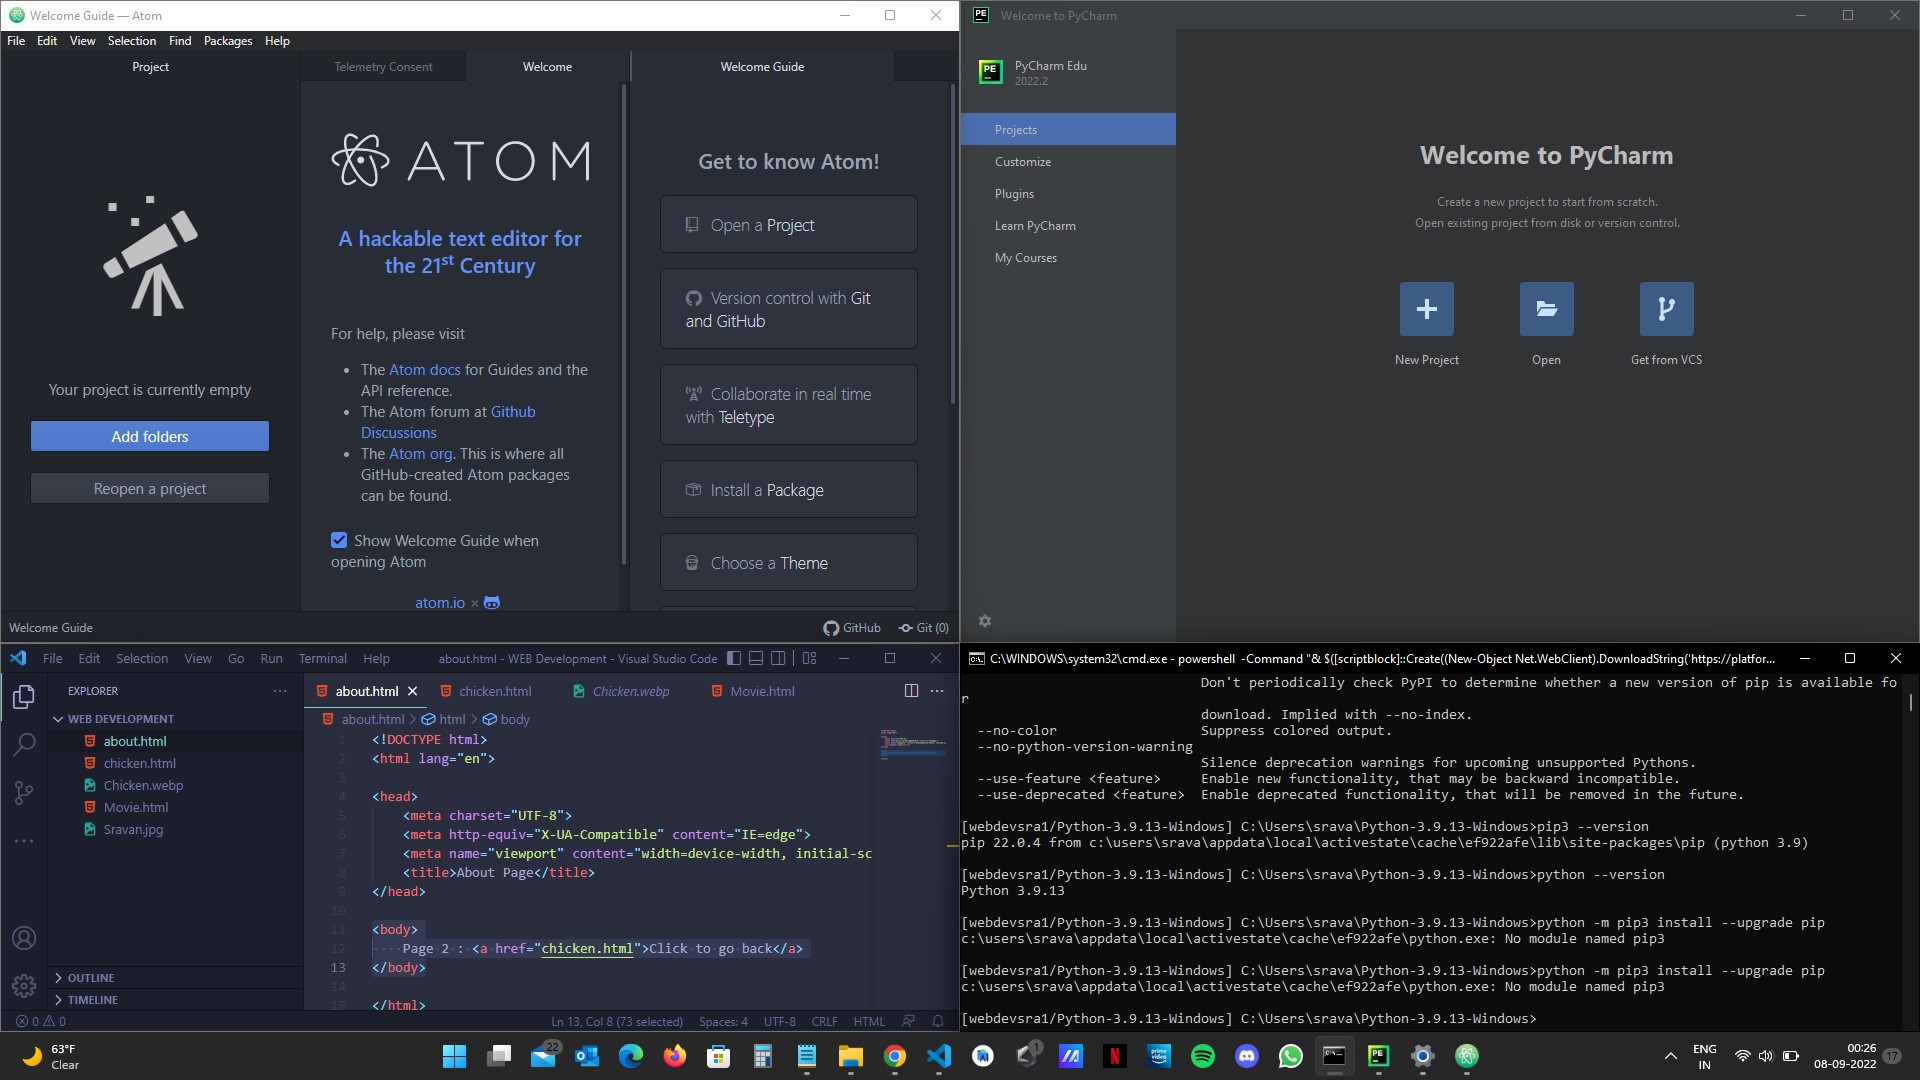 Welcome Guide — Atom
File Edit View Selection Find Packages Help
Project
Telemetry Consent
Welcome
Welcome Guide
Your project is currently empty
Add folders
Reopen a project
ATOM
A hackable text editor for
the 21st Century
For help, please visit
• The Atom docs for Guides and the
API reference.
• The Atom forum at Github
Discussions
• The Atom org. This is where all
GitHub-created Atom packages
can be found.
Show Welcome Guide when
opening Atom
atom.io ×
Get to know Atom!
Open a Project
Version control with Git
and GitHub
Collaborate in real time
with Teletype
Install a Package
Choose a Theme
Welcome Guide
GitHub
Git (0)
PE Welcome to PyCharm
PE
PyCharm Edu
2022.2
Projects
Customize
Plugins
Learn PyCharm
My Courses
Welcome to PyCharm
Create a new project to start from scratch.
Open existing project from disk or version control.
New Project
Open
Get from VCS
File Edit Selection View Go Run Terminal Help
about.html - WEB Development - Visual Studio Code
EXPLORER
WEB DEVELOPMENT
about.html
chicken.html
Chicken.webp
Movie.html
Sravan.jpg
OUTLINE
TIMELINE
about.html
chicken.html
Chicken.webp
Movie.html
about.html > html > body
1 <!DOCTYPE html>
2 <html lang="en">
3
4 <head>
5 <meta charset="UTF-8">
6 <meta http-equiv="X-UA-Compatible" content="IE=edge">
7 <meta name="viewport" content="width=device-width, initial-sc
8 <title>About Page</title>
9 </head>
10
11 <body>
12 ····Page·2·:·<a·href="chicken.html">Click·to·go·back</a>
13 </body>
14
15 </html>
0 0
Ln 13, Col 8 (73 selected) Spaces: 4 UTF-8 CRLF HTML
C:\WINDOWS\system32\cmd.exe - powershell -Command "& $([scriptblock]::Create((New-Object Net.WebClient).DownloadString('https://platfor...
Don't periodically check PyPI to determine whether a new version of pip is available fo
r
download. Implied with --no-index.
--no-color Suppress colored output.
--no-python-version-warning
Silence deprecation warnings for upcoming unsupported Pythons.
--use-feature <feature> Enable new functionality, that may be backward incompatible.
--use-deprecated <feature> Enable deprecated functionality, that will be removed in the future.
[webdevsra1/Python-3.9.13-Windows] C:\Users\srava\Python-3.9.13-Windows>pip3 --version
pip 22.0.4 from c:\users\srava\appdata\local\activestate\cache\ef922afe\lib\site-packages\pip (python 3.9)
[webdevsra1/Python-3.9.13-Windows] C:\Users\srava\Python-3.9.13-Windows>python --version
Python 3.9.13
[webdevsra1/Python-3.9.13-Windows] C:\Users\srava\Python-3.9.13-Windows>python -m pip3 install --upgrade pip
c:\users\srava\appdata\local\activestate\cache\ef922afe\python.exe: No module named pip3
[webdevsra1/Python-3.9.13-Windows] C:\Users\srava\Python-3.9.13-Windows>python -m pip3 install --upgrade pip
c:\users\srava\appdata\local\activestate\cache\ef922afe\python.exe: No module named pip3
[webdevsra1/Python-3.9.13-Windows] C:\Users\srava\Python-3.9.13-Windows>
63°F
Clear
22
1
N
prime video
PE
ENG
IN
00:26
08-09-2022
17